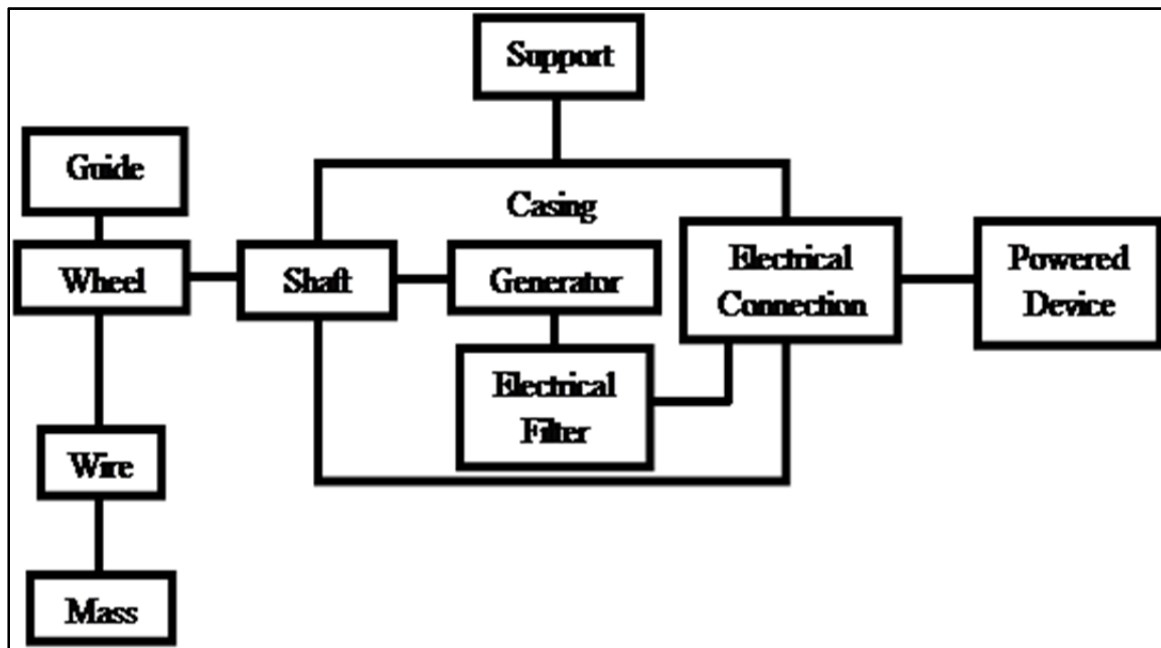 Support
Guide
Casing
Wheel
Shaft
Generator
Electrical
Connection
Powered
Device
Electrical
Filter
Wire
Mass